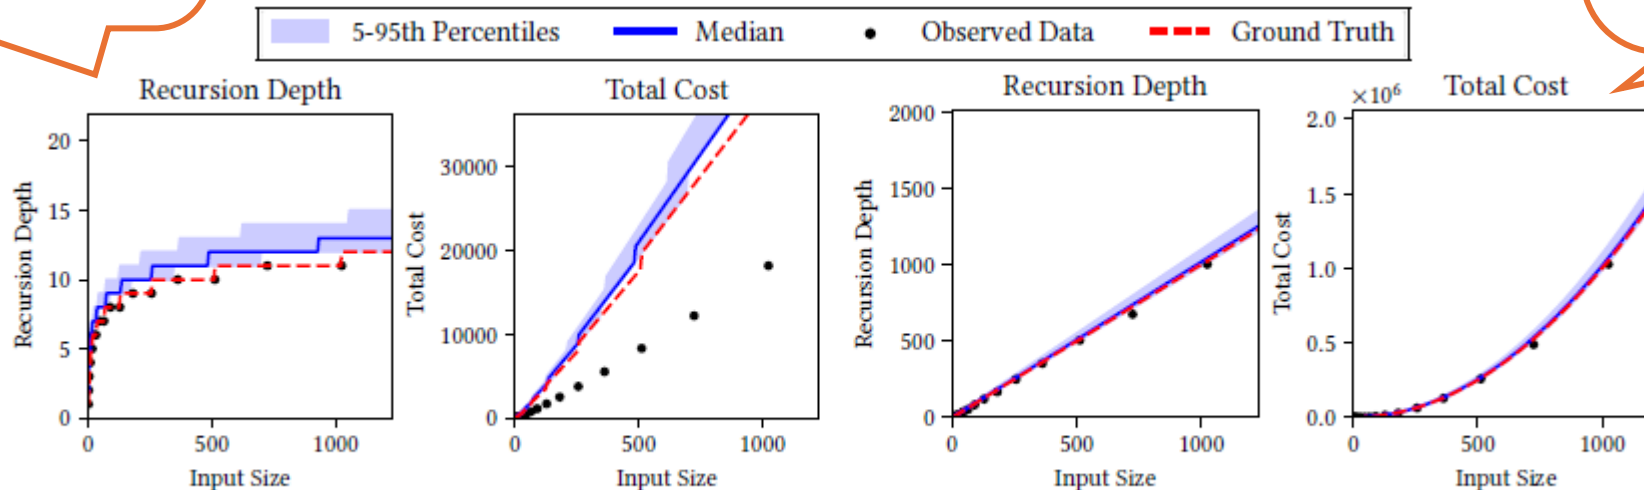 5-95th Percentiles Median Observed Data Ground Truth
Recursion Depth
20
15
10
5
0
Recursion Depth
0 500 1000
Input Size
Total Cost
30000
20000
10000
0
Total Cost
0 500 1000
Input Size
Recursion Depth
2000
1500
1000
500
0
Recursion Depth
0 500 1000
Input Size
×10⁶ Total Cost
2.0
1.5
1.0
0.5
0.0
Total Cost
0 500 1000
Input Size